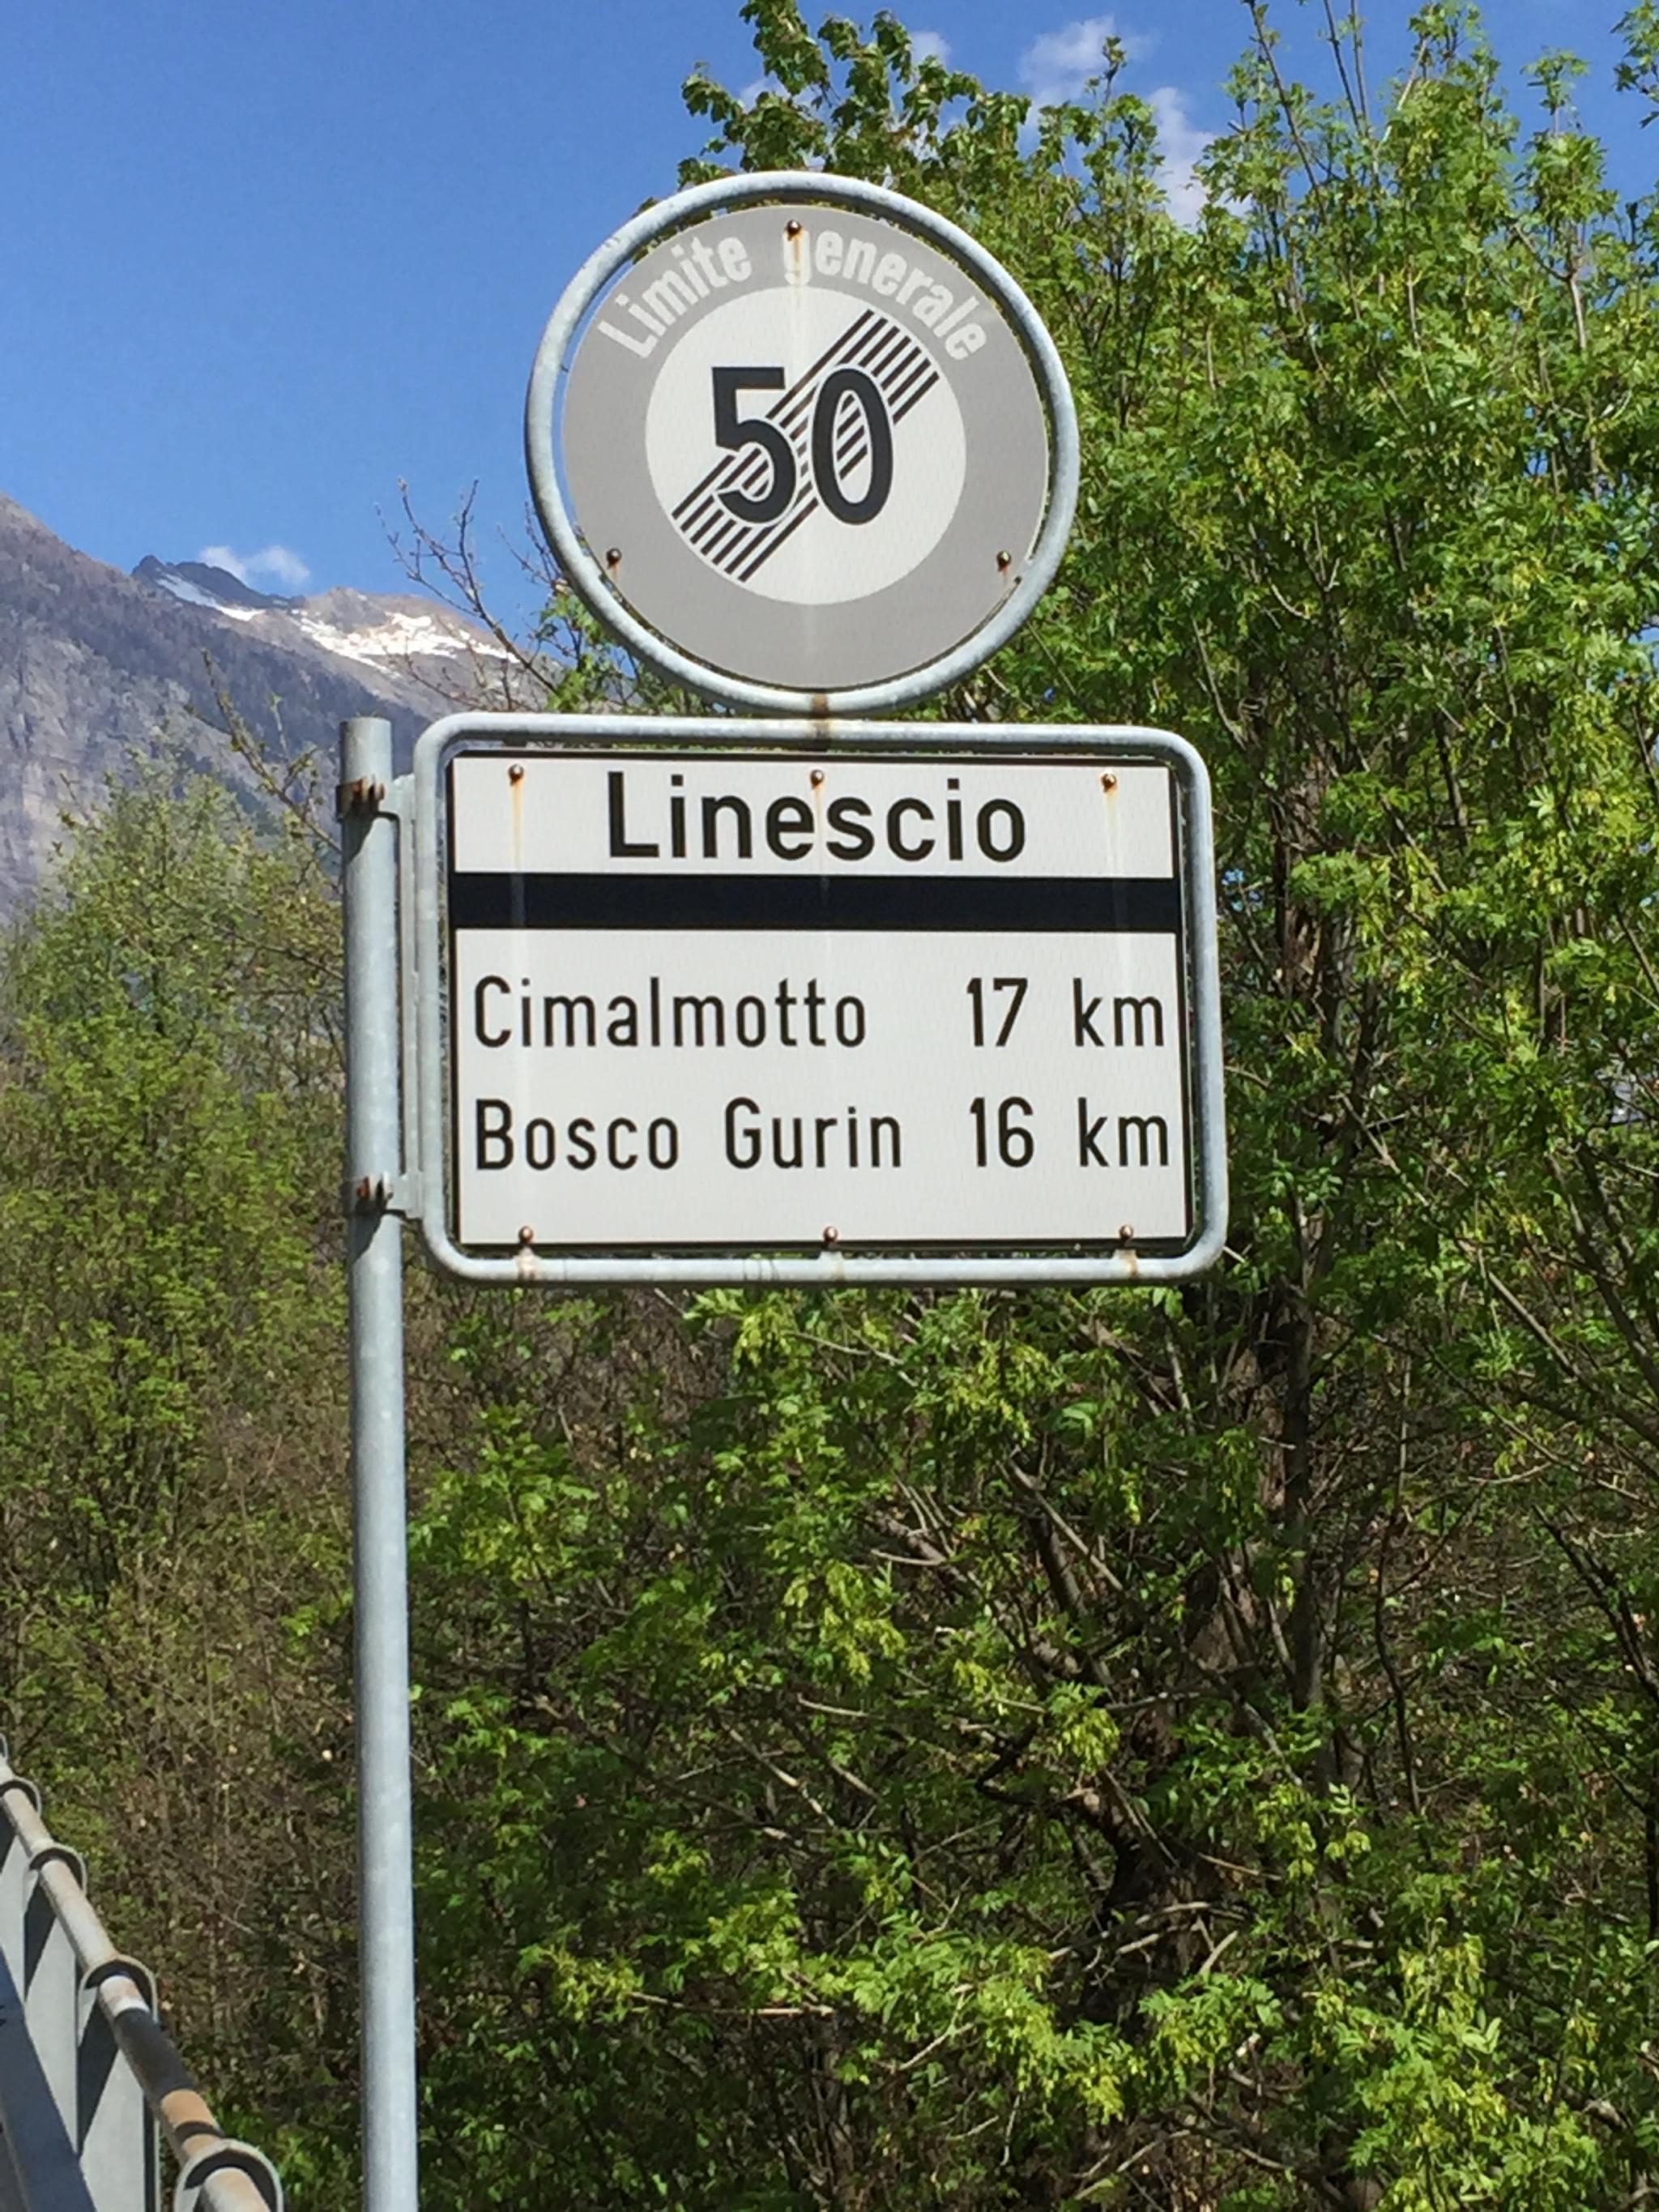 Limite generale
50
Linescio
Cimalmotto 17 km
Bosco Gurin 16 km